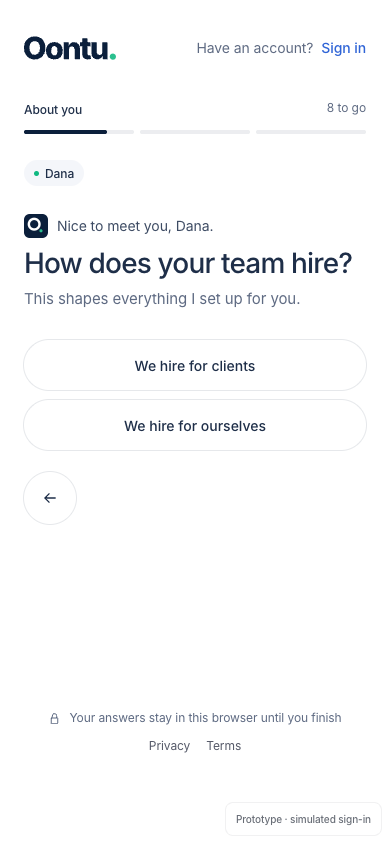 Oontu.
Have an account? Sign in
About you
8 to go
Dana
Nice to meet you, Dana.
How does your team hire?
This shapes everything I set up for you.
We hire for clients
We hire for ourselves
←
Your answers stay in this browser until you finish
Privacy Terms
Prototype · simulated sign-in